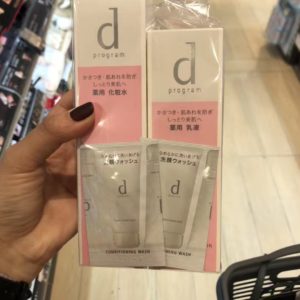 d
program
かさつき・肌あれを防ぎ
しっとり美肌へ
薬用 化粧水
d
program
かさつき・肌あれを防ぎ
しっとり美肌へ
薬用 乳液
洗顔ウォッシュ
d
CONDITIONING WASH
洗顔ウォッシュ
d
WASH